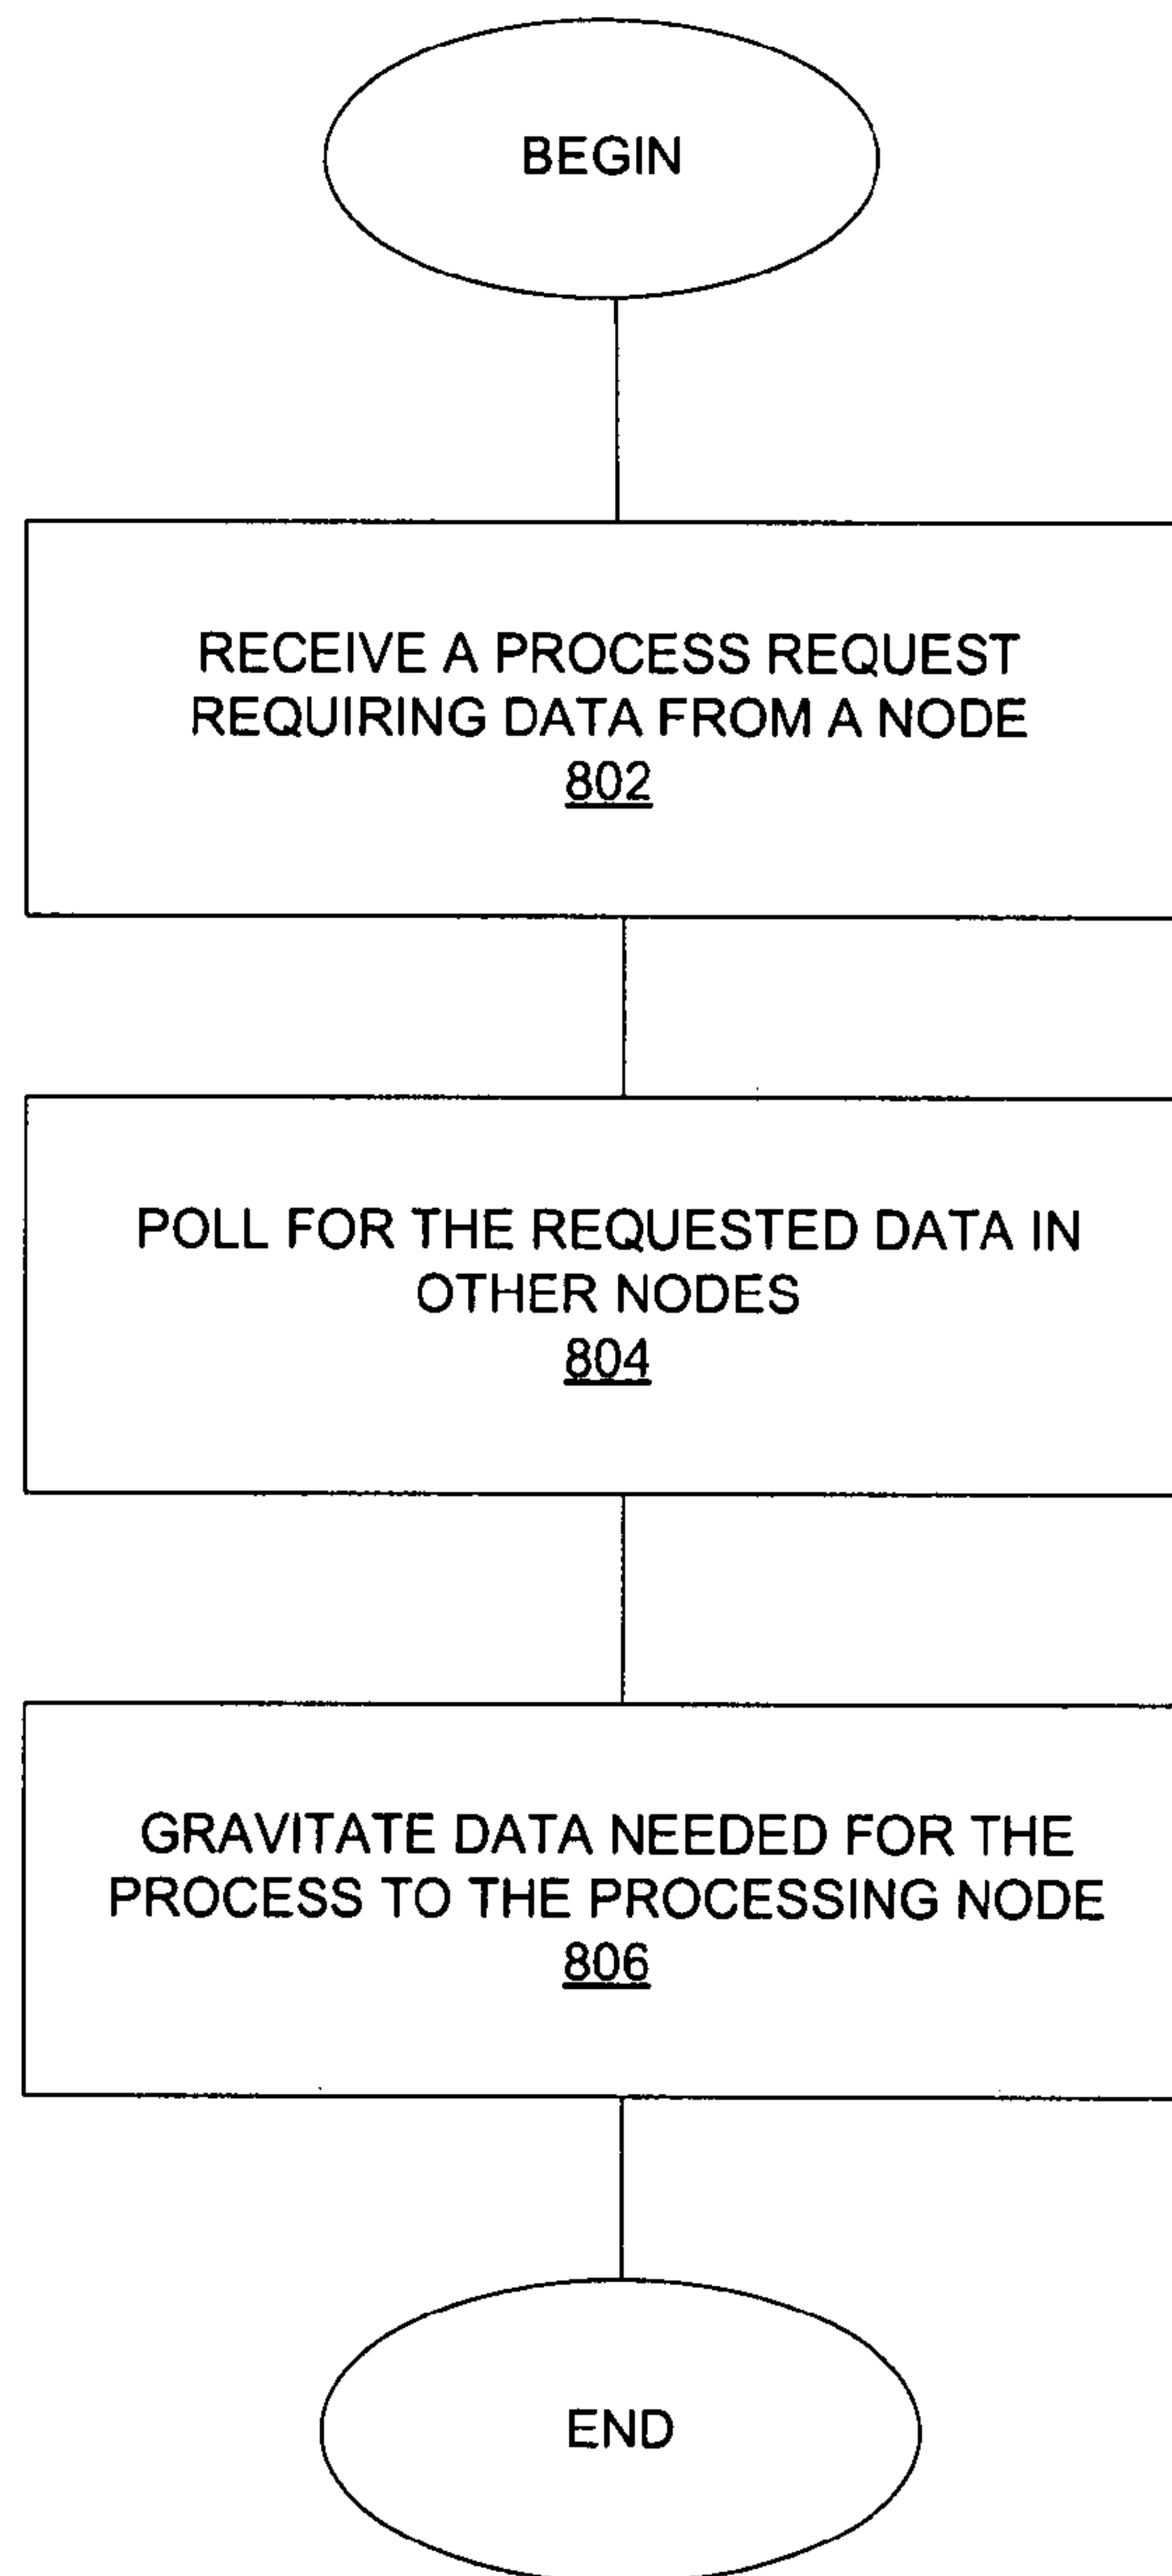 BEGIN
RECEIVE A PROCESS REQUEST
REQUIRING DATA FROM A NODE
802
POLL FOR THE REQUESTED DATA IN
OTHER NODES
804
GRAVITATE DATA NEEDED FOR THE
PROCESS TO THE PROCESSING NODE
806
END